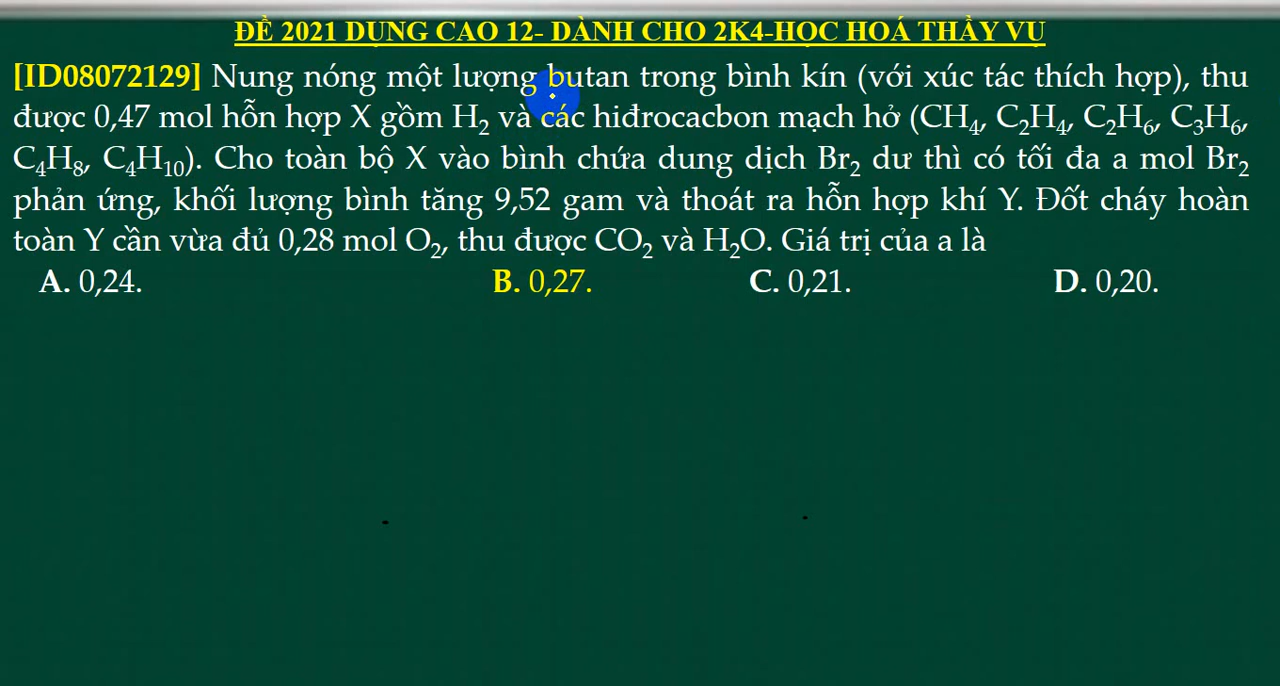 ĐỀ 2021 DỤNG CAO 12- DÀNH CHO 2K4-HỌC HOÁ THẦY VỤ
[ID08072129] Nung nóng một lượng butan trong bình kín (với xúc tác thích hợp), thu
được 0,47 mol hỗn hợp X gồm H₂ và các hiđrocacbon mạch hở (CH₄, C₂H₄, C₂H₆, C₃H₆,
C₄H₈, C₄H₁₀). Cho toàn bộ X vào bình chứa dung dịch Br₂ dư thì có tối đa a mol Br₂
phản ứng, khối lượng bình tăng 9,52 gam và thoát ra hỗn hợp khí Y. Đốt cháy hoàn
toàn Y cần vừa đủ 0,28 mol O₂, thu được CO₂ và H₂O. Giá trị của a là
A. 0,24. B. 0,27. C. 0,21. D. 0,20.